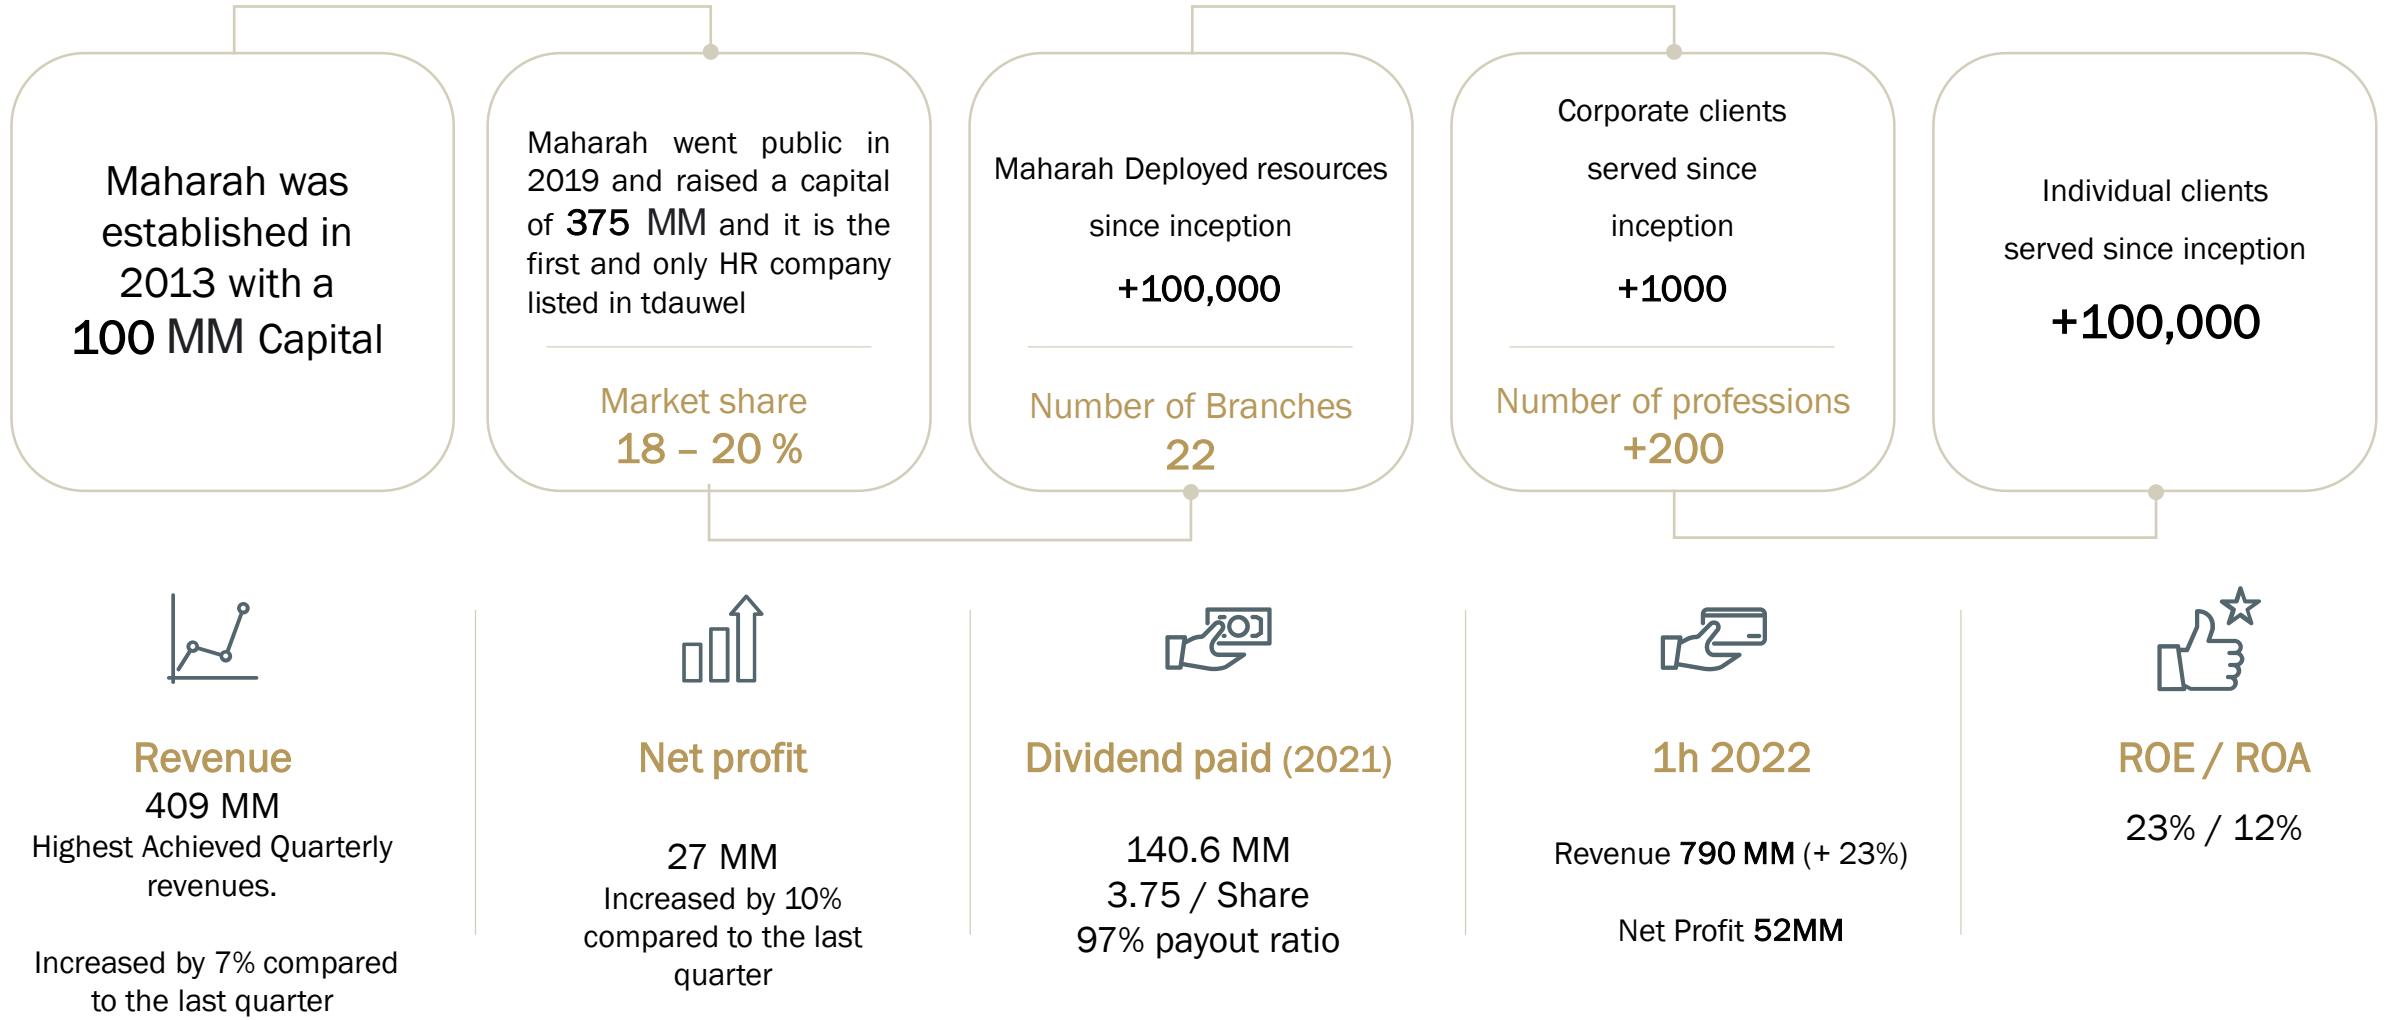 Maharah was
established in
2013 with a
100 MM Capital
Maharah went public in
2019 and raised a capital
of 375 MM and it is the
first and only HR company
listed in tdauwel
Market share
18 – 20 %
Maharah Deployed resources
since inception
+100,000
Number of Branches
22
Corporate clients
served since
inception
+1000
Number of professions
+200
Individual clients
served since inception
+100,000
Revenue
409 MM
Highest Achieved Quarterly
revenues.
Increased by 7% compared
to the last quarter
Net profit
27 MM
Increased by 10%
compared to the last
quarter
Dividend paid (2021)
140.6 MM
3.75 / Share
97% payout ratio
1h 2022
Revenue 790 MM (+ 23%)
Net Profit 52MM
ROE / ROA
23% / 12%